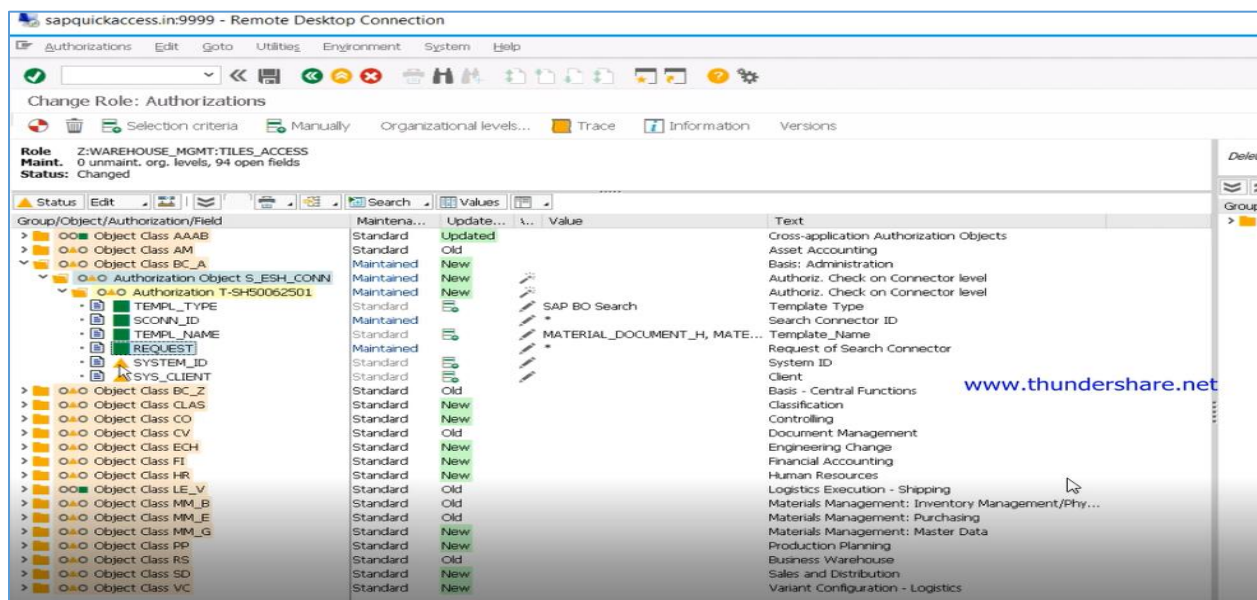 sapquickaccess.in:9999 - Remote Desktop Connection
Authorizations Edit Goto Utilities Environment System Help
Change Role: Authorizations
Selection criteria Manually Organizational levels... Trace Information Versions
Role Z:WAREHOUSE_MGMT:TILES_ACCESS
Maint. 0 unmaint. org. levels, 94 open fields
Status: Changed
Status Edit Search Values
Group/Object/Authorization/Field Maintena... Update... Value Text
Object Class AAAB Standard Updated Cross-application Authorization Objects
Object Class AM Standard Old Asset Accounting
Object Class BC_A Maintained New Basis: Administration
Authorization Object S_ESH_CONN Maintained New Authoriz. Check on Connector level
Authorization T-SH50062501 Maintained New Authoriz. Check on Connector level
TEMPL_TYPE Standard SAP BO Search Template Type
SCONN_ID Maintained * Search Connector ID
TEMPL_NAME Standard MATERIAL_DOCUMENT_H, MATE... Template_Name
REQUEST Maintained * Request of Search Connector
SYSTEM_ID Standard System ID
SYS_CLIENT Standard Client
Object Class BC_Z Standard Old Basis - Central Functions
www.thundershare.net
Object Class CLAS Standard New Classification
Object Class CO Standard New Controlling
Object Class CV Standard Old Document Management
Object Class ECH Standard New Engineering Change
Object Class FI Standard New Financial Accounting
Object Class HR Standard New Human Resources
Object Class LE_V Standard Old Logistics Execution - Shipping
Object Class MM_B Standard Old Materials Management: Inventory Management/Phy...
Object Class MM_E Standard Old Materials Management: Purchasing
Object Class MM_G Standard New Materials Management: Master Data
Object Class PP Standard New Production Planning
Object Class RS Standard Old Business Warehouse
Object Class SD Standard New Sales and Distribution
Object Class VC Standard New Variant Configuration - Logistics